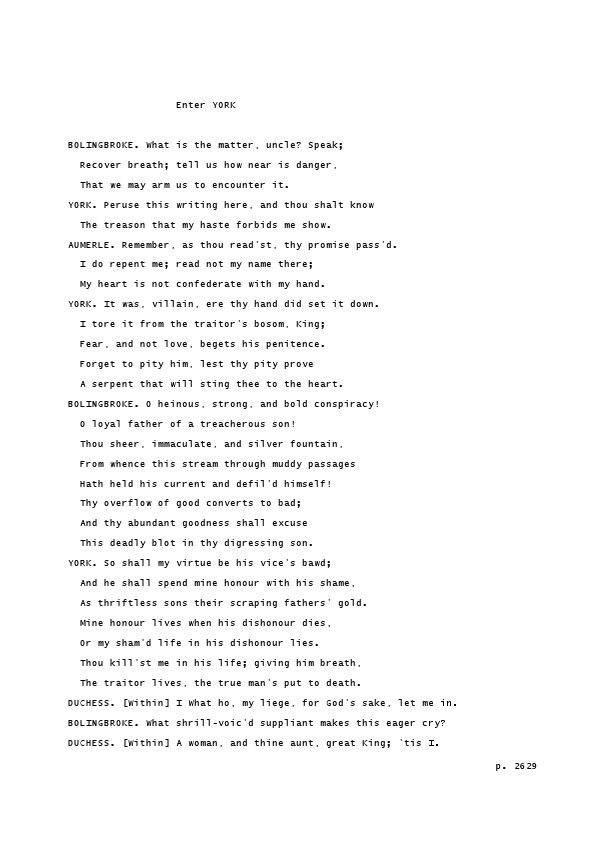 Enter YORK
BOLINGBROKE. What is the matter, uncle? Speak;
Recover breath; tell us how near is danger,
That we may arm us to encounter it.
YORK. Peruse this writing here, and thou shalt know
The treason that my haste forbids me show.
AUMERLE. Remember, as thou read'st, thy promise pass'd.
I do repent me; read not my name there;
My heart is not confederate with my hand.
YORK. It was, villain, ere thy hand did set it down.
I tore it from the traitor's bosom, King;
Fear, and not love, begets his penitence.
Forget to pity him, lest thy pity prove
A serpent that will sting thee to the heart.
BOLINGBROKE. O heinous, strong, and bold conspiracy!
O loyal father of a treacherous son!
Thou sheer, immaculate, and silver fountain,
From whence this stream through muddy passages
Hath held his current and defil'd himself!
Thy overflow of good converts to bad;
And thy abundant goodness shall excuse
This deadly blot in thy digressing son.
YORK. So shall my virtue be his vice's bawd;
And he shall spend mine honour with his shame,
As thriftless sons their scraping fathers' gold.
Mine honour lives when his dishonour dies,
Or my sham'd life in his dishonour lies.
Thou kill'st me in his life; giving him breath,
The traitor lives, the true man's put to death.
DUCHESS. [Within] I What ho, my liege, for God's sake, let me in.
BOLINGBROKE. What shrill-voic'd suppliant makes this eager cry?
DUCHESS. [Within] A woman, and thine aunt, great King; 'tis I.
p. 2629